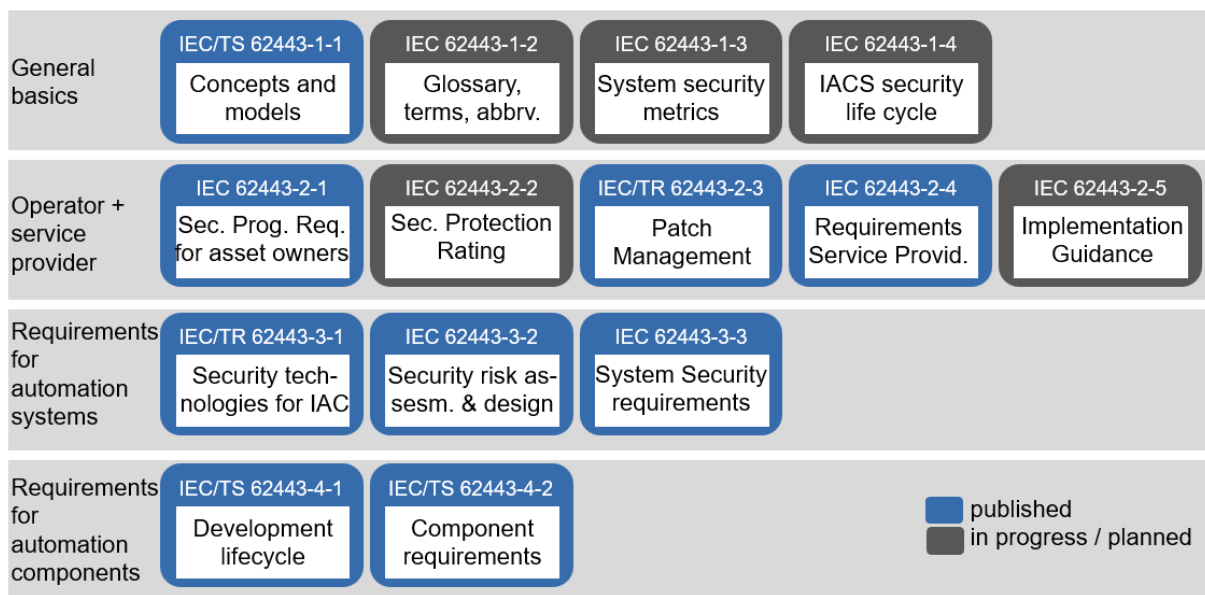 General
basics
IEC/TS 62443-1-1
Concepts and
models
IEC 62443-1-2
Glossary,
terms, abbrv.
IEC 62443-1-3
System security
metrics
IEC 62443-1-4
IACS security
life cycle
Operator +
service
provider
IEC 62443-2-1
Sec. Prog. Req.
for asset owners
IEC 62443-2-2
Sec. Protection
Rating
IEC/TR 62443-2-3
Patch
Management
IEC 62443-2-4
Requirements
Service Provid.
IEC 62443-2-5
Implementation
Guidance
Requirements
for
automation
systems
IEC/TR 62443-3-1
Security tech-
nologies for IAC
IEC 62443-3-2
Security risk as-
sesm. & design
IEC 62443-3-3
System Security
requirements
Requirements
for
automation
components
IEC/TS 62443-4-1
Development
lifecycle
IEC/TS 62443-4-2
Component
requirements
published
in progress / planned